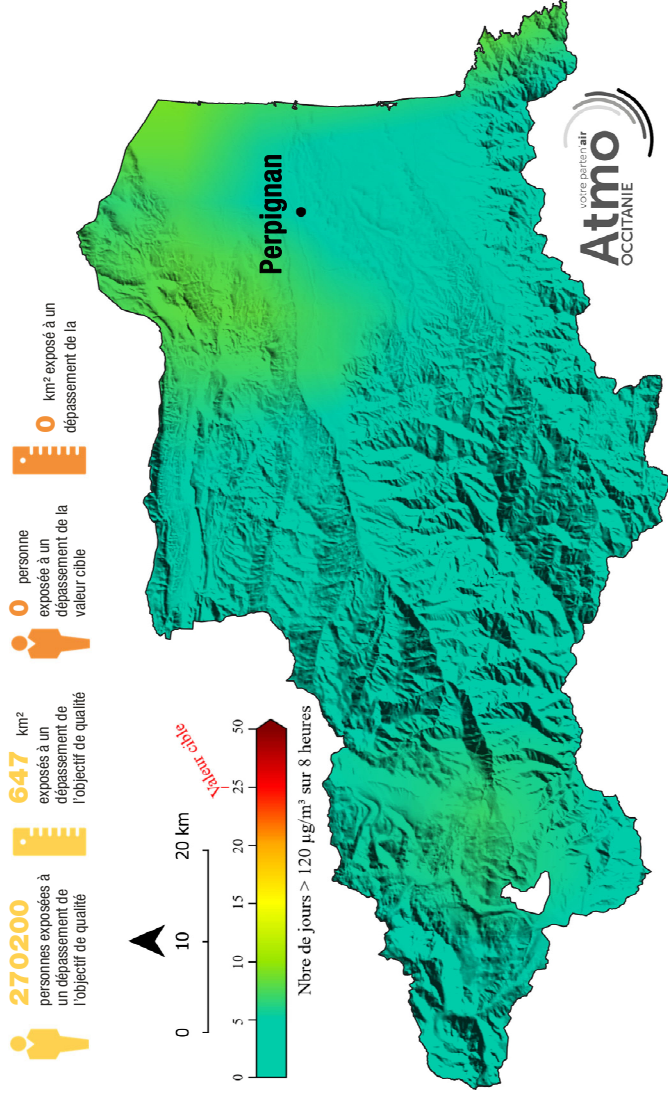 270200
personnes exposées à
un dépassement de
l'objectif de qualité
647 km²
exposés à un
dépassement de
l'objectif de qualité
0 personne
exposée à un
dépassement de la
valeur cible
0 km² exposé à un
dépassement de la
0 10 20 km
Valeur cible
0 5 10 15 20 25 50
Nbre de jours > 120 µg/m³ sur 8 heures
Perpignan
votre parten'air
Atmo
OCCITANIE